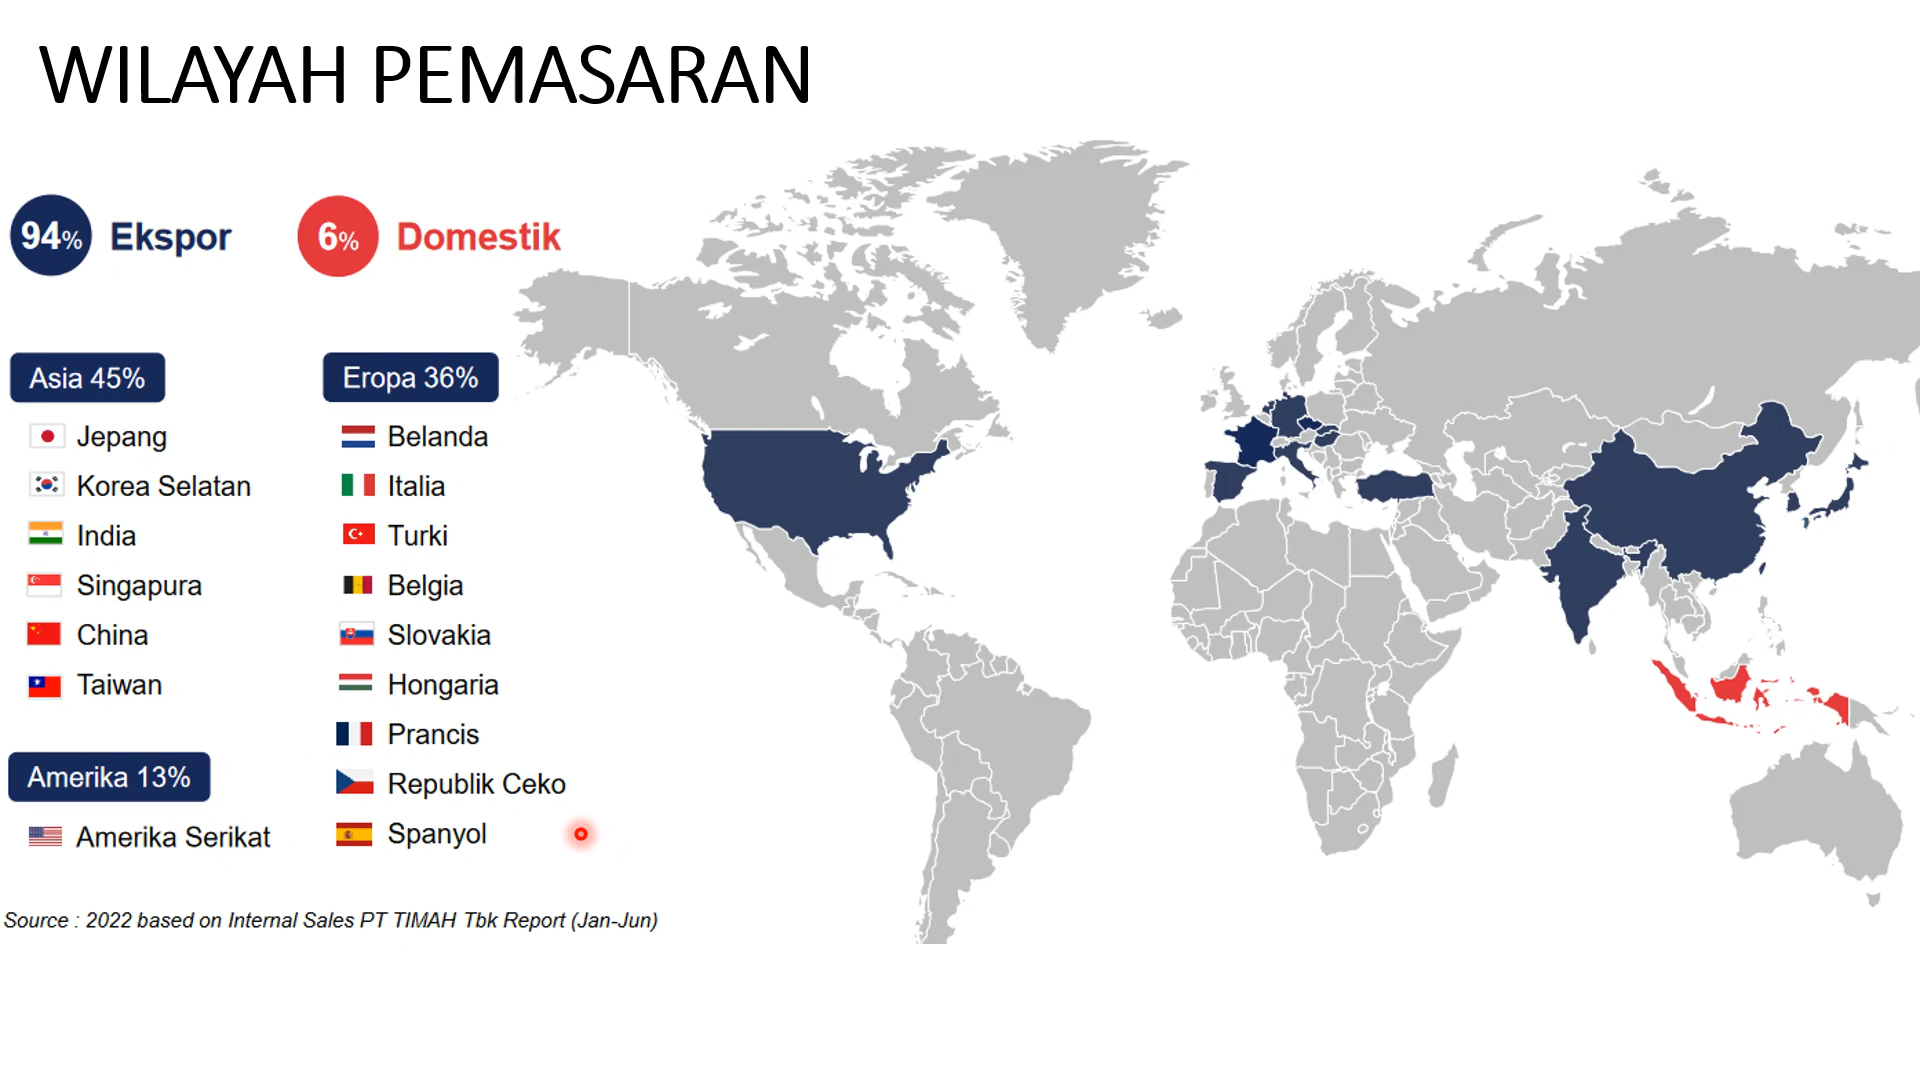 WILAYAH PEMASARAN
94% Ekspor
6% Domestik
Asia 45%
Jepang
Korea Selatan
India
Singapura
China
Taiwan
Amerika 13%
Amerika Serikat
Eropa 36%
Belanda
Italia
Turki
Belgia
Slovakia
Hongaria
Prancis
Republik Ceko
Spanyol
Source : 2022 based on Internal Sales PT TIMAH Tbk Report (Jan-Jun)